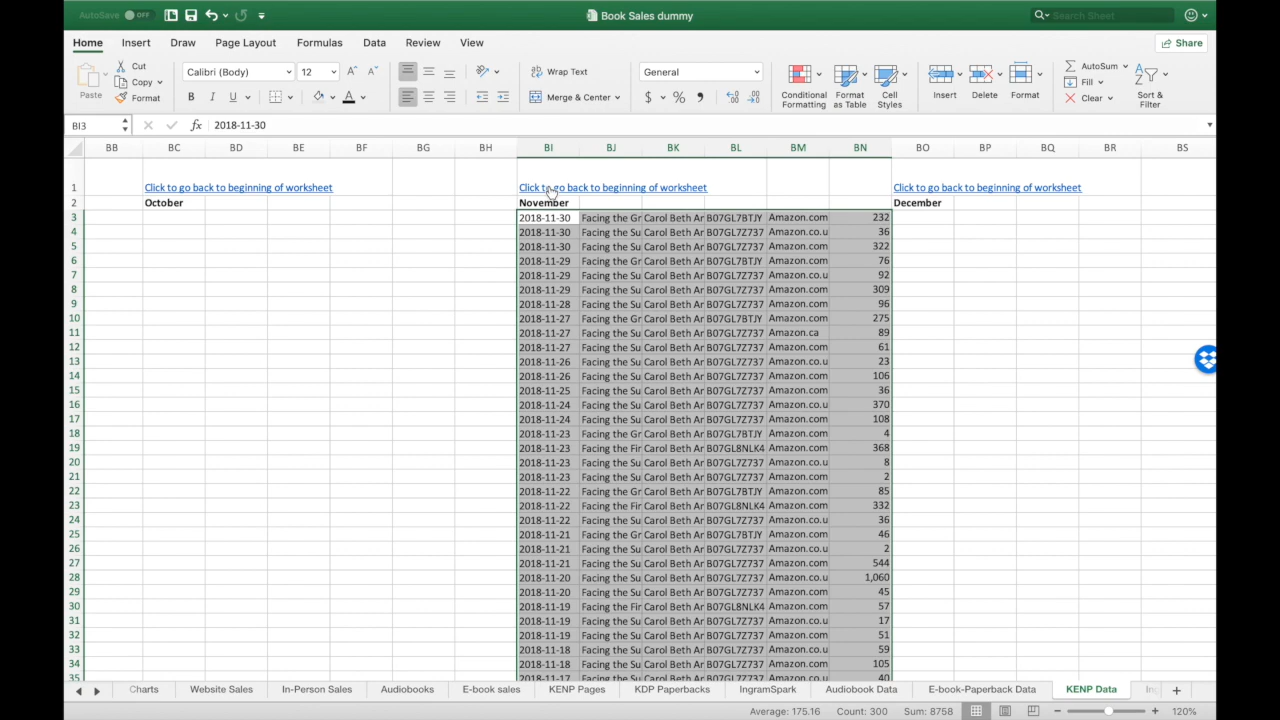 AutoSave OFF Book Sales dummy Search Sheet
Home Insert Draw Page Layout Formulas Data Review View Share
Paste Cut Copy Format
Calibri (Body) 12
B I U A
Wrap Text
Merge & Center
General
$ % ,
Conditional Formatting
Format as Table
Cell Styles
Insert Delete Format
AutoSum
Fill
Clear
Sort & Filter
BI3 fx 2018-11-30
BB BC BD BE BF BG BH BI BJ BK BL BM BN BO BP BQ BR BS
1 Click to go back to beginning of worksheet Click to go back to beginning of worksheet Click to go back to beginning of worksheet
2 October November December
3 2018-11-30 Facing the Gr Carol Beth Ar B07GL7BTJY Amazon.com 232
4 2018-11-30 Facing the Su Carol Beth Ar B07GL7Z737 Amazon.co.u 36
5 2018-11-30 Facing the Su Carol Beth Ar B07GL7Z737 Amazon.com 322
6 2018-11-29 Facing the Gr Carol Beth Ar B07GL7BTJY Amazon.com 76
7 2018-11-29 Facing the Su Carol Beth Ar B07GL7Z737 Amazon.co.u 92
8 2018-11-29 Facing the Su Carol Beth Ar B07GL7Z737 Amazon.com 309
9 2018-11-28 Facing the Su Carol Beth Ar B07GL7Z737 Amazon.com 96
10 2018-11-27 Facing the Gr Carol Beth Ar B07GL7BTJY Amazon.com 275
11 2018-11-27 Facing the Su Carol Beth Ar B07GL7Z737 Amazon.ca 89
12 2018-11-27 Facing the Su Carol Beth Ar B07GL7Z737 Amazon.com 61
13 2018-11-26 Facing the Su Carol Beth Ar B07GL7Z737 Amazon.co.u 23
14 2018-11-26 Facing the Su Carol Beth Ar B07GL7Z737 Amazon.com 106
15 2018-11-25 Facing the Su Carol Beth Ar B07GL7Z737 Amazon.com 36
16 2018-11-24 Facing the Su Carol Beth Ar B07GL7Z737 Amazon.co.u 370
17 2018-11-24 Facing the Su Carol Beth Ar B07GL7Z737 Amazon.com 108
18 2018-11-23 Facing the Gr Carol Beth Ar B07GL7BTJY Amazon.com 4
19 2018-11-23 Facing the Fir Carol Beth Ar B07GL8NLK4 Amazon.com 368
20 2018-11-23 Facing the Su Carol Beth Ar B07GL7Z737 Amazon.co.u 8
21 2018-11-23 Facing the Su Carol Beth Ar B07GL7Z737 Amazon.com 2
22 2018-11-22 Facing the Gr Carol Beth Ar B07GL7BTJY Amazon.com 85
23 2018-11-22 Facing the Fir Carol Beth Ar B07GL8NLK4 Amazon.com 332
24 2018-11-22 Facing the Su Carol Beth Ar B07GL7Z737 Amazon.co.u 36
25 2018-11-21 Facing the Gr Carol Beth Ar B07GL7BTJY Amazon.com 46
26 2018-11-21 Facing the Su Carol Beth Ar B07GL7Z737 Amazon.co.u 2
27 2018-11-21 Facing the Su Carol Beth Ar B07GL7Z737 Amazon.com 544
28 2018-11-20 Facing the Su Carol Beth Ar B07GL7Z737 Amazon.co.u 1,060
29 2018-11-20 Facing the Su Carol Beth Ar B07GL7Z737 Amazon.com 45
30 2018-11-19 Facing the Fir Carol Beth Ar B07GL8NLK4 Amazon.com 57
31 2018-11-19 Facing the Su Carol Beth Ar B07GL7Z737 Amazon.co.u 17
32 2018-11-19 Facing the Su Carol Beth Ar B07GL7Z737 Amazon.com 51
33 2018-11-18 Facing the Su Carol Beth Ar B07GL7Z737 Amazon.co.u 59
34 2018-11-18 Facing the Su Carol Beth Ar B07GL7Z737 Amazon.com 105
Charts Website Sales In-Person Sales Audiobooks E-book sales KENP Pages KDP Paperbacks IngramSpark Audiobook Data E-book-Paperback Data KENP Data
Average: 175.16 Count: 300 Sum: 8758 120%